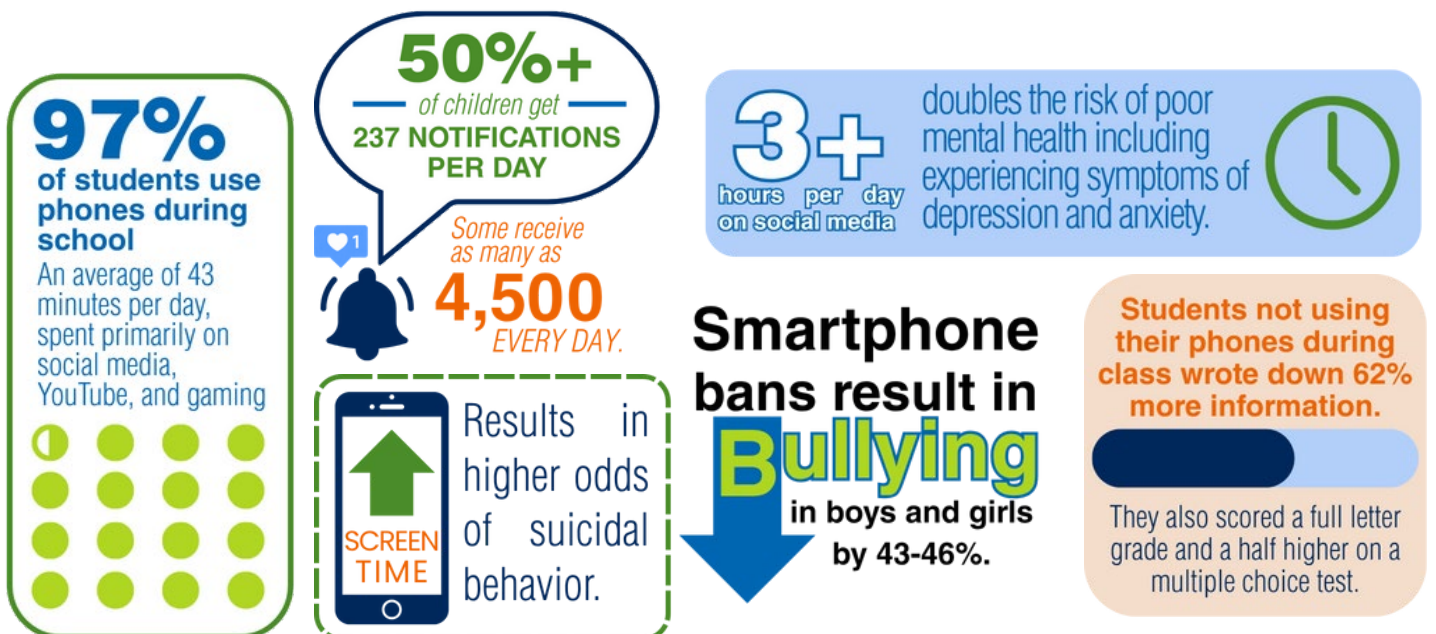 97%
of students use
phones during
school
An average of 43
minutes per day,
spent primarily on
social media,
YouTube, and gaming
50%+
of children get
237 NOTIFICATIONS
PER DAY
1
Some receive
as many as
4,500
EVERY DAY.
SCREEN
TIME
Results in
higher odds
of suicidal
behavior.
3+
hours per day
on social media
doubles the risk of poor
mental health including
experiencing symptoms of
depression and anxiety.
Smartphone
bans result in
Bullying
in boys and girls
by 43-46%.
Students not using
their phones during
class wrote down 62%
more information.
They also scored a full letter
grade and a half higher on a
multiple choice test.